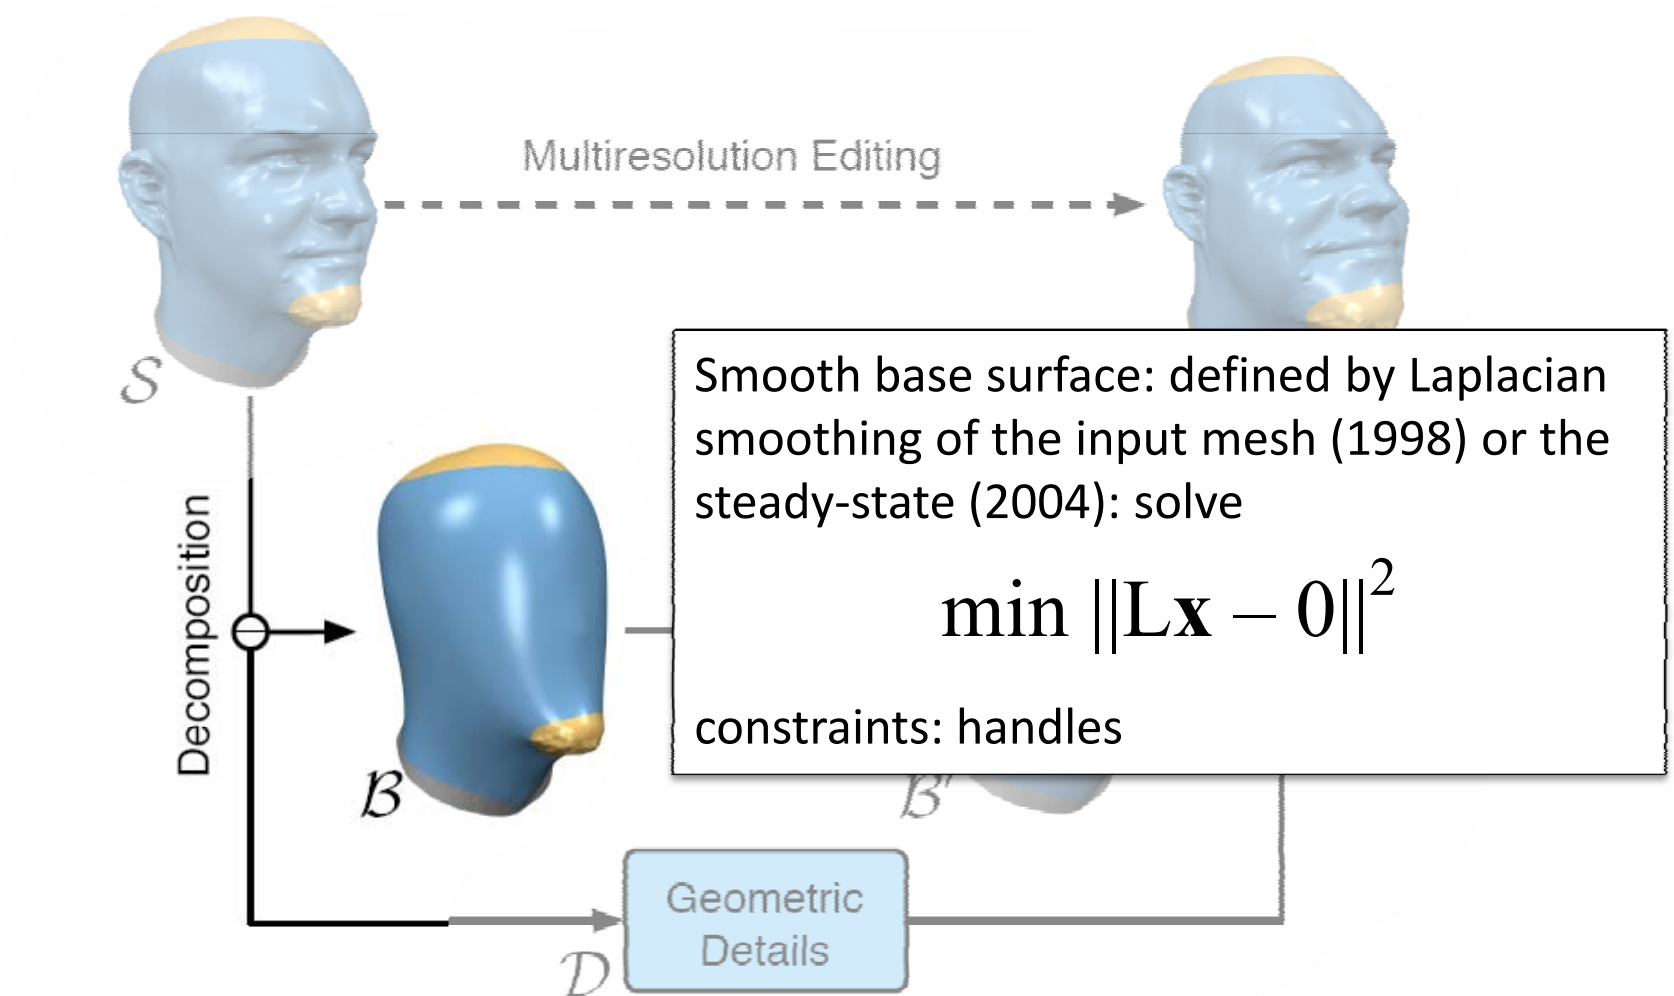 Multiresolution Editing
S
Smooth base surface: defined by Laplacian
smoothing of the input mesh (1998) or the
steady-state (2004): solve
min ||Lx – 0||²
constraints: handles
Decomposition
B
B′
Geometric
Details
D